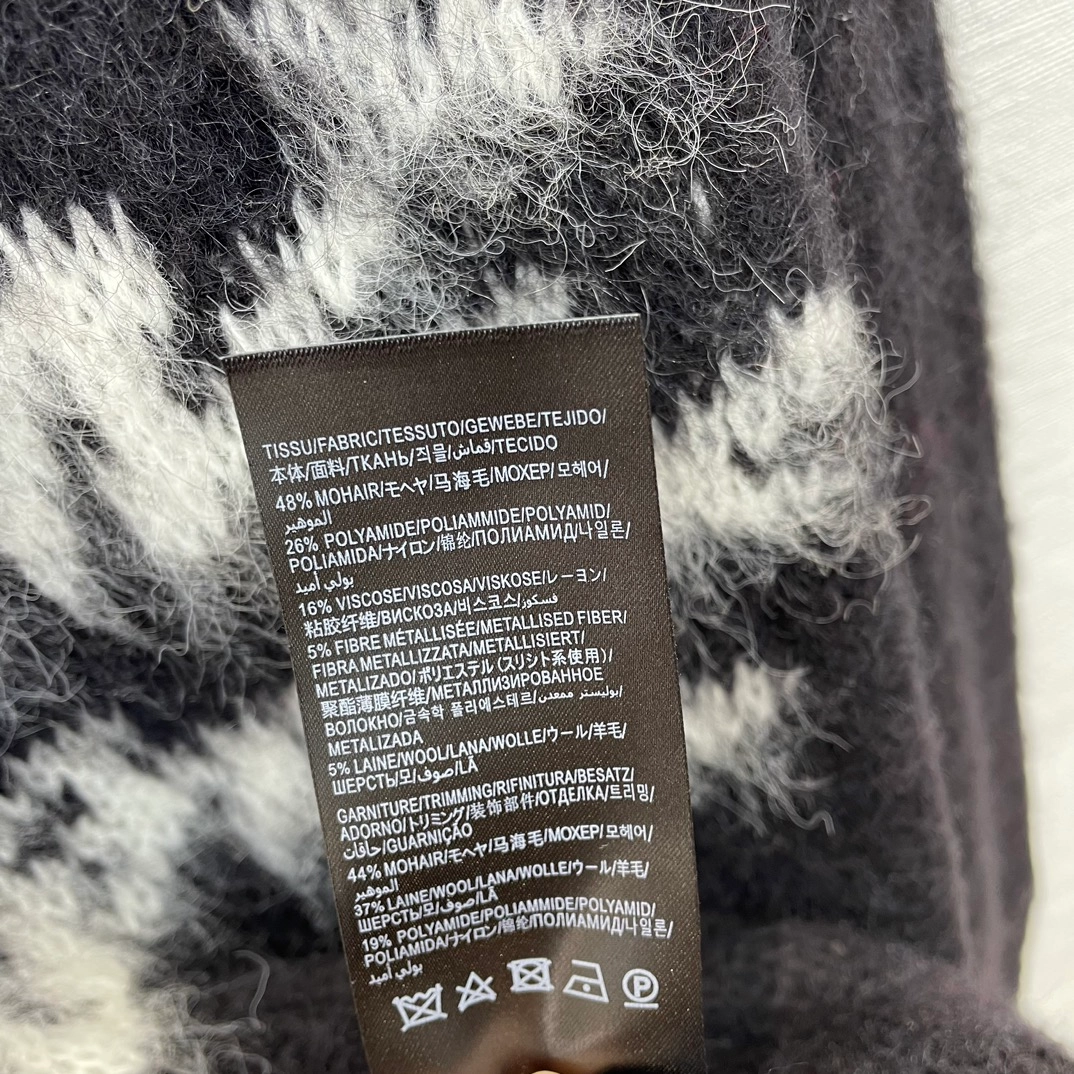 TISSU/FABRIC/TESSUTO/GEWEBE/TEJIDO/
本体/面料/ТКАНЬ/직물/قماش/TECIDO
48% MOHAIR/モヘヤ/马海毛/МОХЕР/모헤어/
الموهير
26% POLYAMIDE/POLIAMMIDE/POLYAMID/
POLIAMIDA/ナイロン/锦纶/ПОЛИАМИД/나일론/
بولي أميد
16% VISCOSE/VISCOSA/VISKOSE/レーヨン/
粘胶纤维/ВИСКОЗА/비스코스/فسكوز
5% FIBRE MÉTALLISÉE/METALLISED FIBER/
FIBRA METALLIZZATA/METALLISIERT/
METALIZADO/ポリエステル(スリット系使用)/
聚酯薄膜纤维/МЕТАЛЛИЗИРОВАННОЕ
ВОЛОКНО/금속학 폴리에스테르/بوليستر ممعدن/
METALIZADA
5% LAINE/WOOL/LANA/WOLLE/ウール/羊毛/
ШЕРСТЬ/모/صوف/LÃ
GARNITURE/TRIMMING/RIFINITURA/BESATZ/
ADORNO/トリミング/装饰部件/ОТДЕЛКА/트리밍/
حافات/GUARNIÇÃO
44% MOHAIR/モヘヤ/马海毛/МОХЕР/모헤어/
الموهير
37% LAINE/WOOL/LANA/WOLLE/ウール/羊毛/
ШЕРСТЬ/모/صوف/LÃ
19% POLYAMIDE/POLIAMMIDE/POLYAMID/
POLIAMIDA/ナイロン/锦纶/ПОЛИАМИД/나일론/
بولي أميد
P